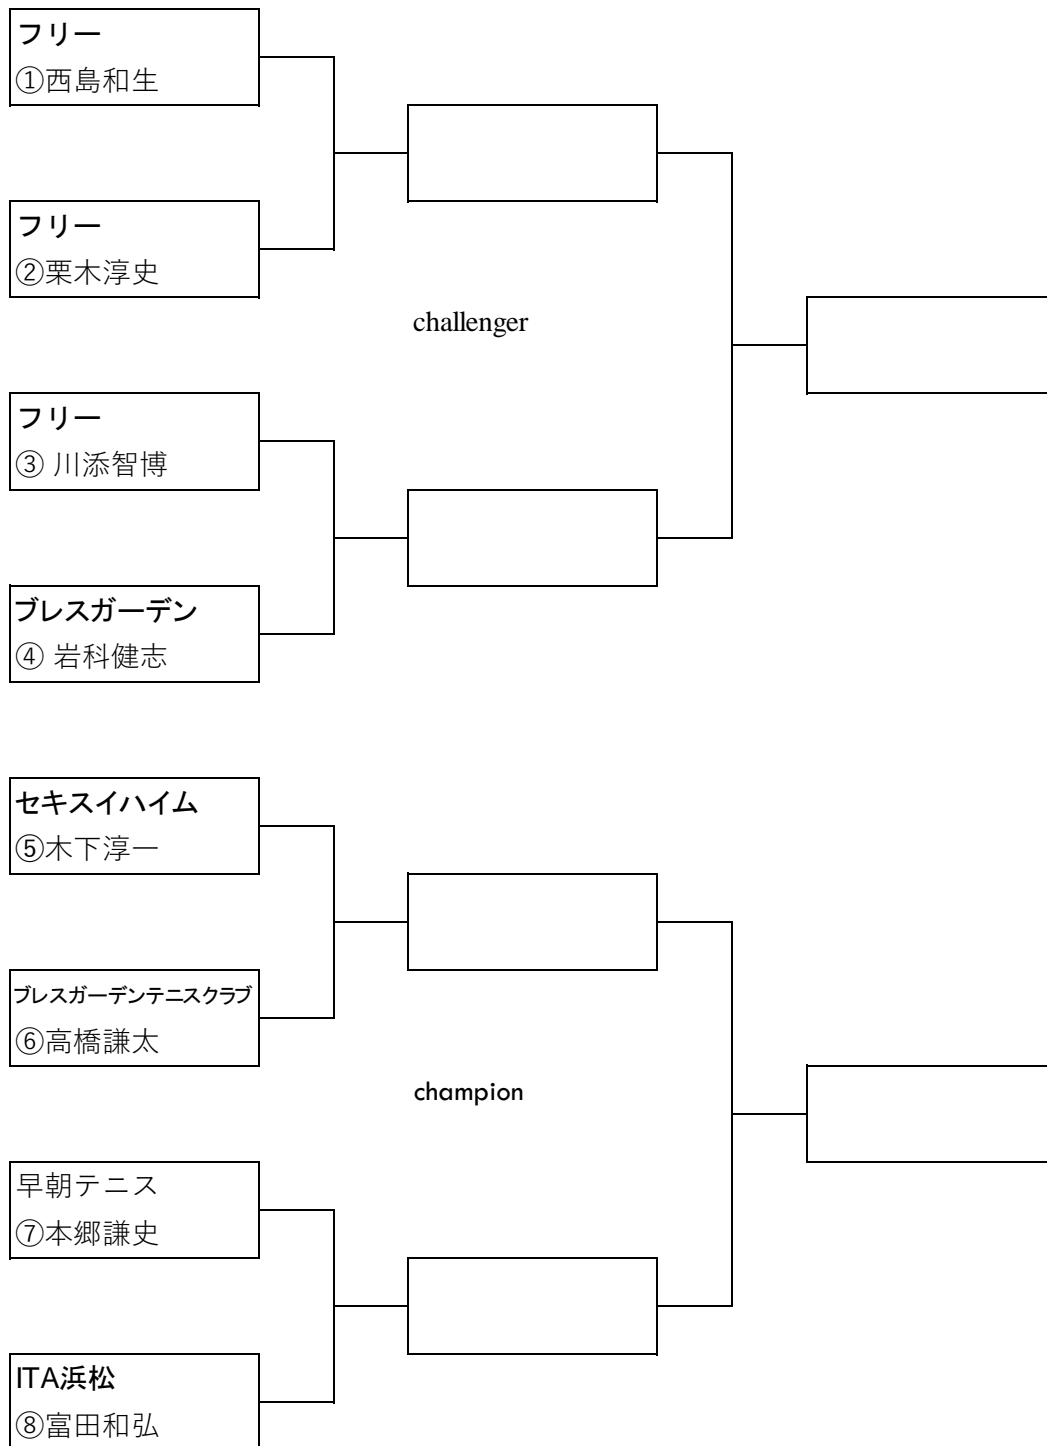 フリー
①西島和生
フリー
②栗木淳史
challenger
フリー
③ 川添智博
ブレスガーデン
④ 岩科健志
セキスイハイム
⑤木下淳一
ブレスガーデンテニスクラブ
⑥高橋謙太
champion
早朝テニス
⑦本郷謙史
ITA浜松
⑧富田和弘